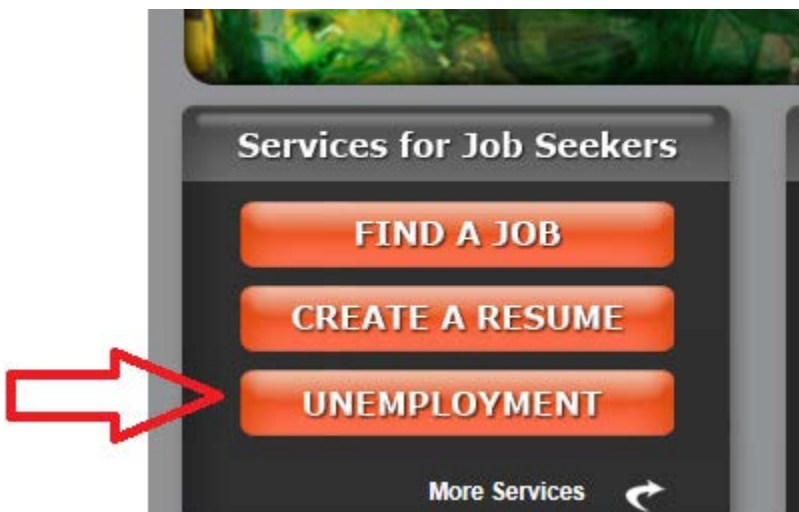 Services for Job Seekers
FIND A JOB
CREATE A RESUME
UNEMPLOYMENT
More Services